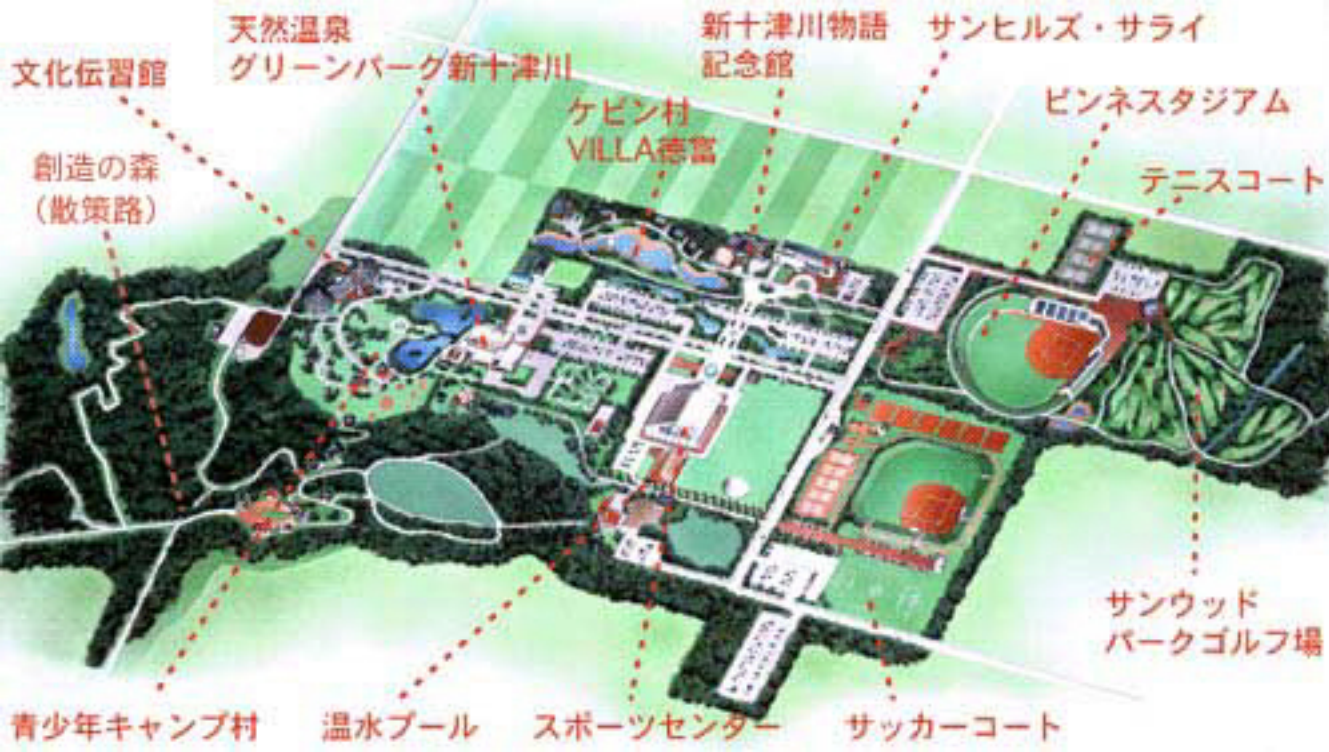 天然温泉
グリーンパーク新十津川
新十津川物語
記念館
サンヒルズ・サライ
文化伝習館
ケビン村
VILLA徳富
ピンネスタジアム
創造の森
（散策路）
テニスコート
サンウッド
パークゴルフ場
青少年キャンプ村
温水プール
スポーツセンター
サッカーコート